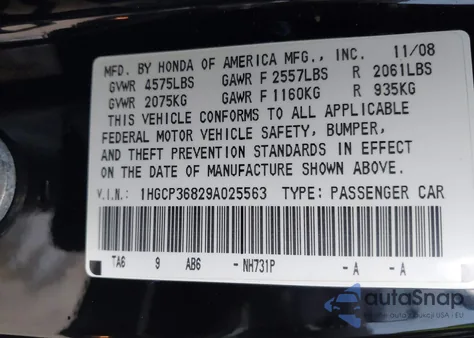 MFD. BY HONDA OF AMERICA MFG., INC. 11/08
GVWR 4575LBS GAWR F 2557LBS R 2061LBS
GVWR 2075KG GAWR F 1160KG R 935KG
THIS VEHICLE CONFORMS TO ALL APPLICABLE
FEDERAL MOTOR VEHICLE SAFETY, BUMPER,
AND THEFT PREVENTION STANDARDS IN EFFECT
ON THE DATE OF MANUFACTURE SHOWN ABOVE.
V.I.N.: 1HGCP36829A025563 TYPE: PASSENGER CAR
TA6 9 AB6 -NH731P -A -A
autoSnap
USA | EU